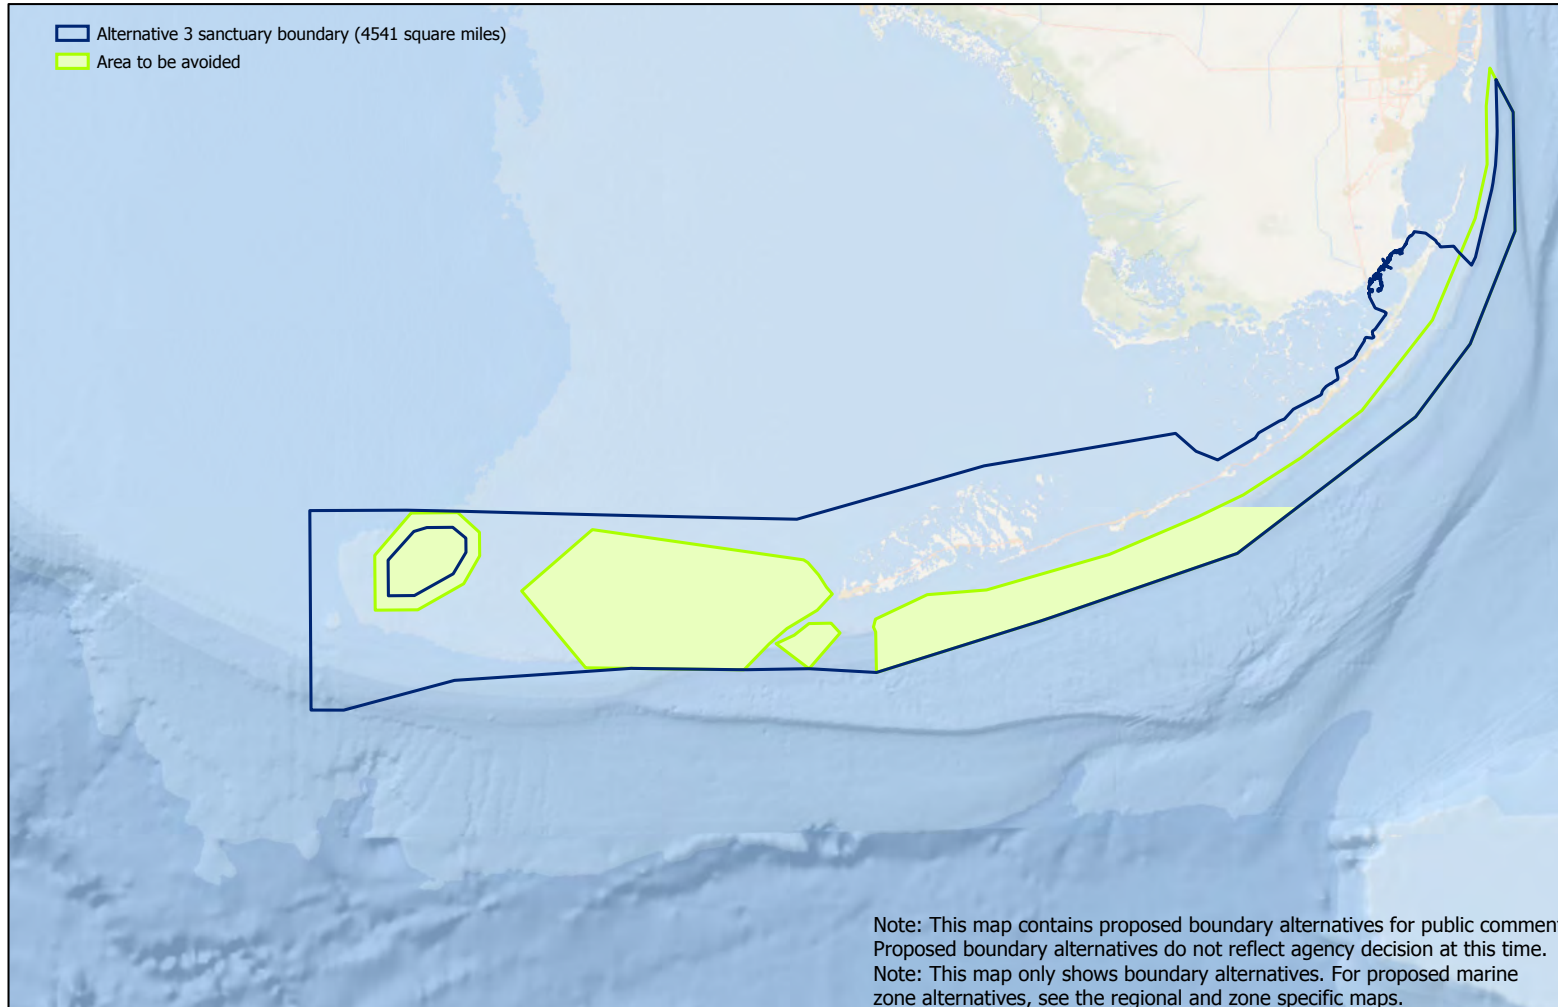 Alternative 3 sanctuary boundary (4541 square miles)
Area to be avoided
Note: This map contains proposed boundary alternatives for public comment
Proposed boundary alternatives do not reflect agency decision at this time.
Note: This map only shows boundary alternatives. For proposed marine
zone alternatives, see the regional and zone specific maps.